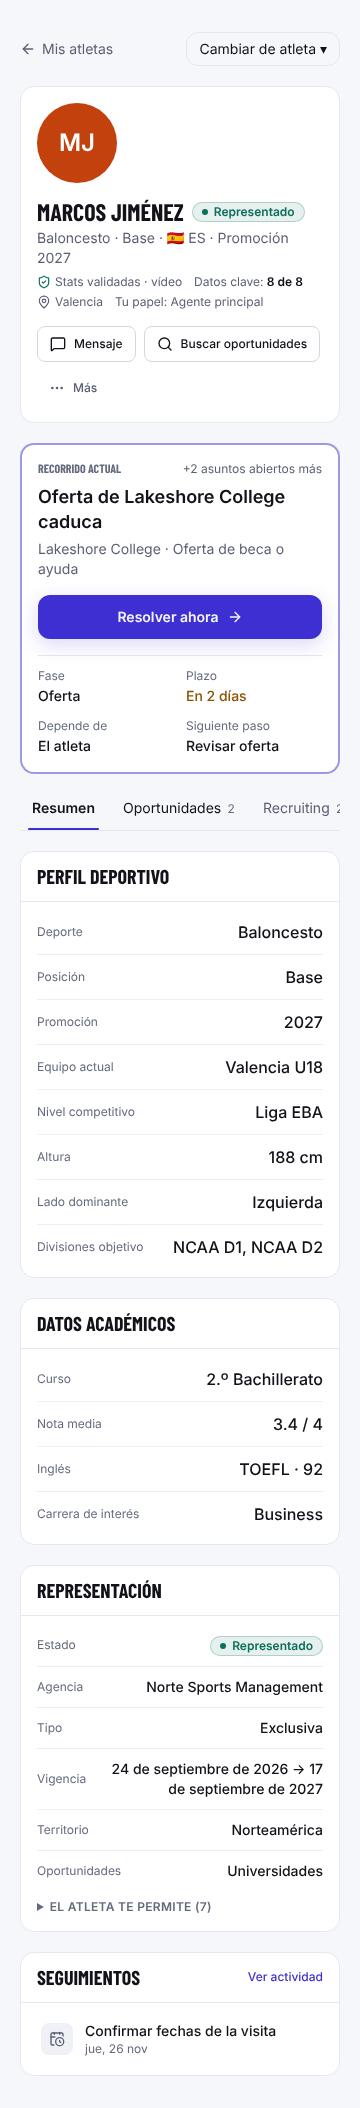 ← Mis atletas
Cambiar de atleta ▾
MJ
MARCOS JIMÉNEZ
Representado
Baloncesto · Base · 🇪🇸 ES · Promoción
2027
Stats validadas · vídeo Datos clave: 8 de 8
Valencia Tu papel: Agente principal
Mensaje
Buscar oportunidades
··· Más
RECORRIDO ACTUAL
+2 asuntos abiertos más
Oferta de Lakeshore College
caduca
Lakeshore College · Oferta de beca o
ayuda
Resolver ahora →
Fase
Plazo
Oferta
En 2 días
Depende de
Siguiente paso
El atleta
Revisar oferta
Resumen
Oportunidades 2
Recruiting 2
PERFIL DEPORTIVO
Deporte
Baloncesto
Posición
Base
Promoción
2027
Equipo actual
Valencia U18
Nivel competitivo
Liga EBA
Altura
188 cm
Lado dominante
Izquierda
Divisiones objetivo
NCAA D1, NCAA D2
DATOS ACADÉMICOS
Curso
2.º Bachillerato
Nota media
3.4 / 4
Inglés
TOEFL · 92
Carrera de interés
Business
REPRESENTACIÓN
Estado
Representado
Agencia
Norte Sports Management
Tipo
Exclusiva
Vigencia
24 de septiembre de 2026 → 17
de septiembre de 2027
Territorio
Norteamérica
Oportunidades
Universidades
▶ EL ATLETA TE PERMITE (7)
SEGUIMIENTOS
Ver actividad
Confirmar fechas de la visita
jue, 26 nov